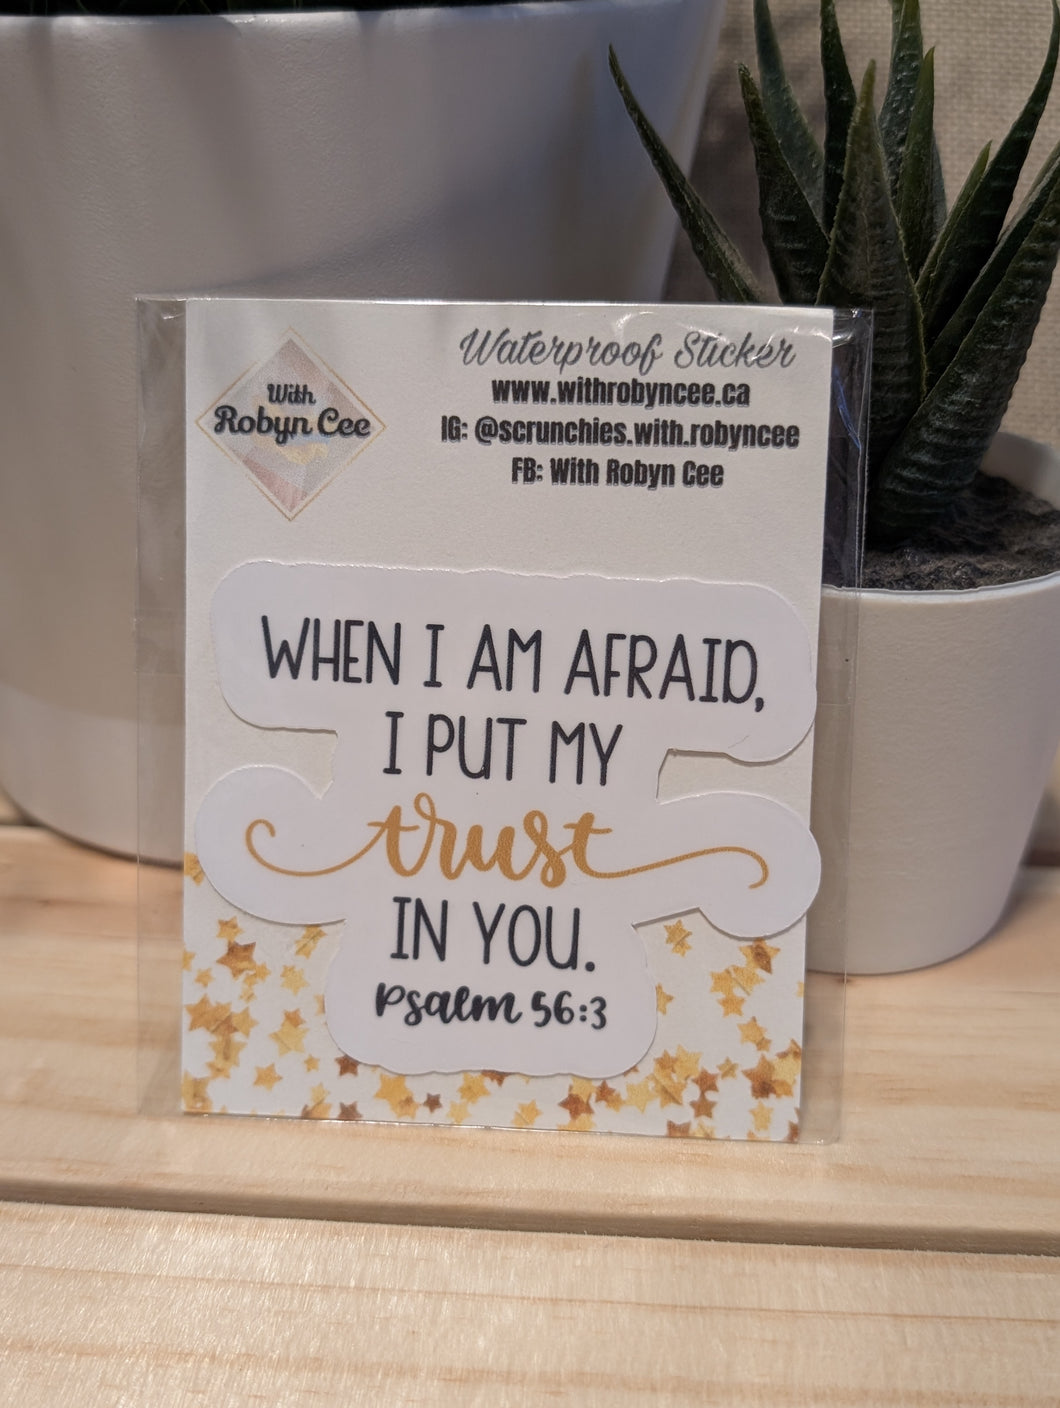 With
Robyn Cee
Waterproof Sticker
www.withrobyncee.ca
IG: @scrunchies.with.robyncee
FB: With Robyn Cee
WHEN I AM AFRAID,
I PUT MY
trust
IN YOU.
Psalm 56:3